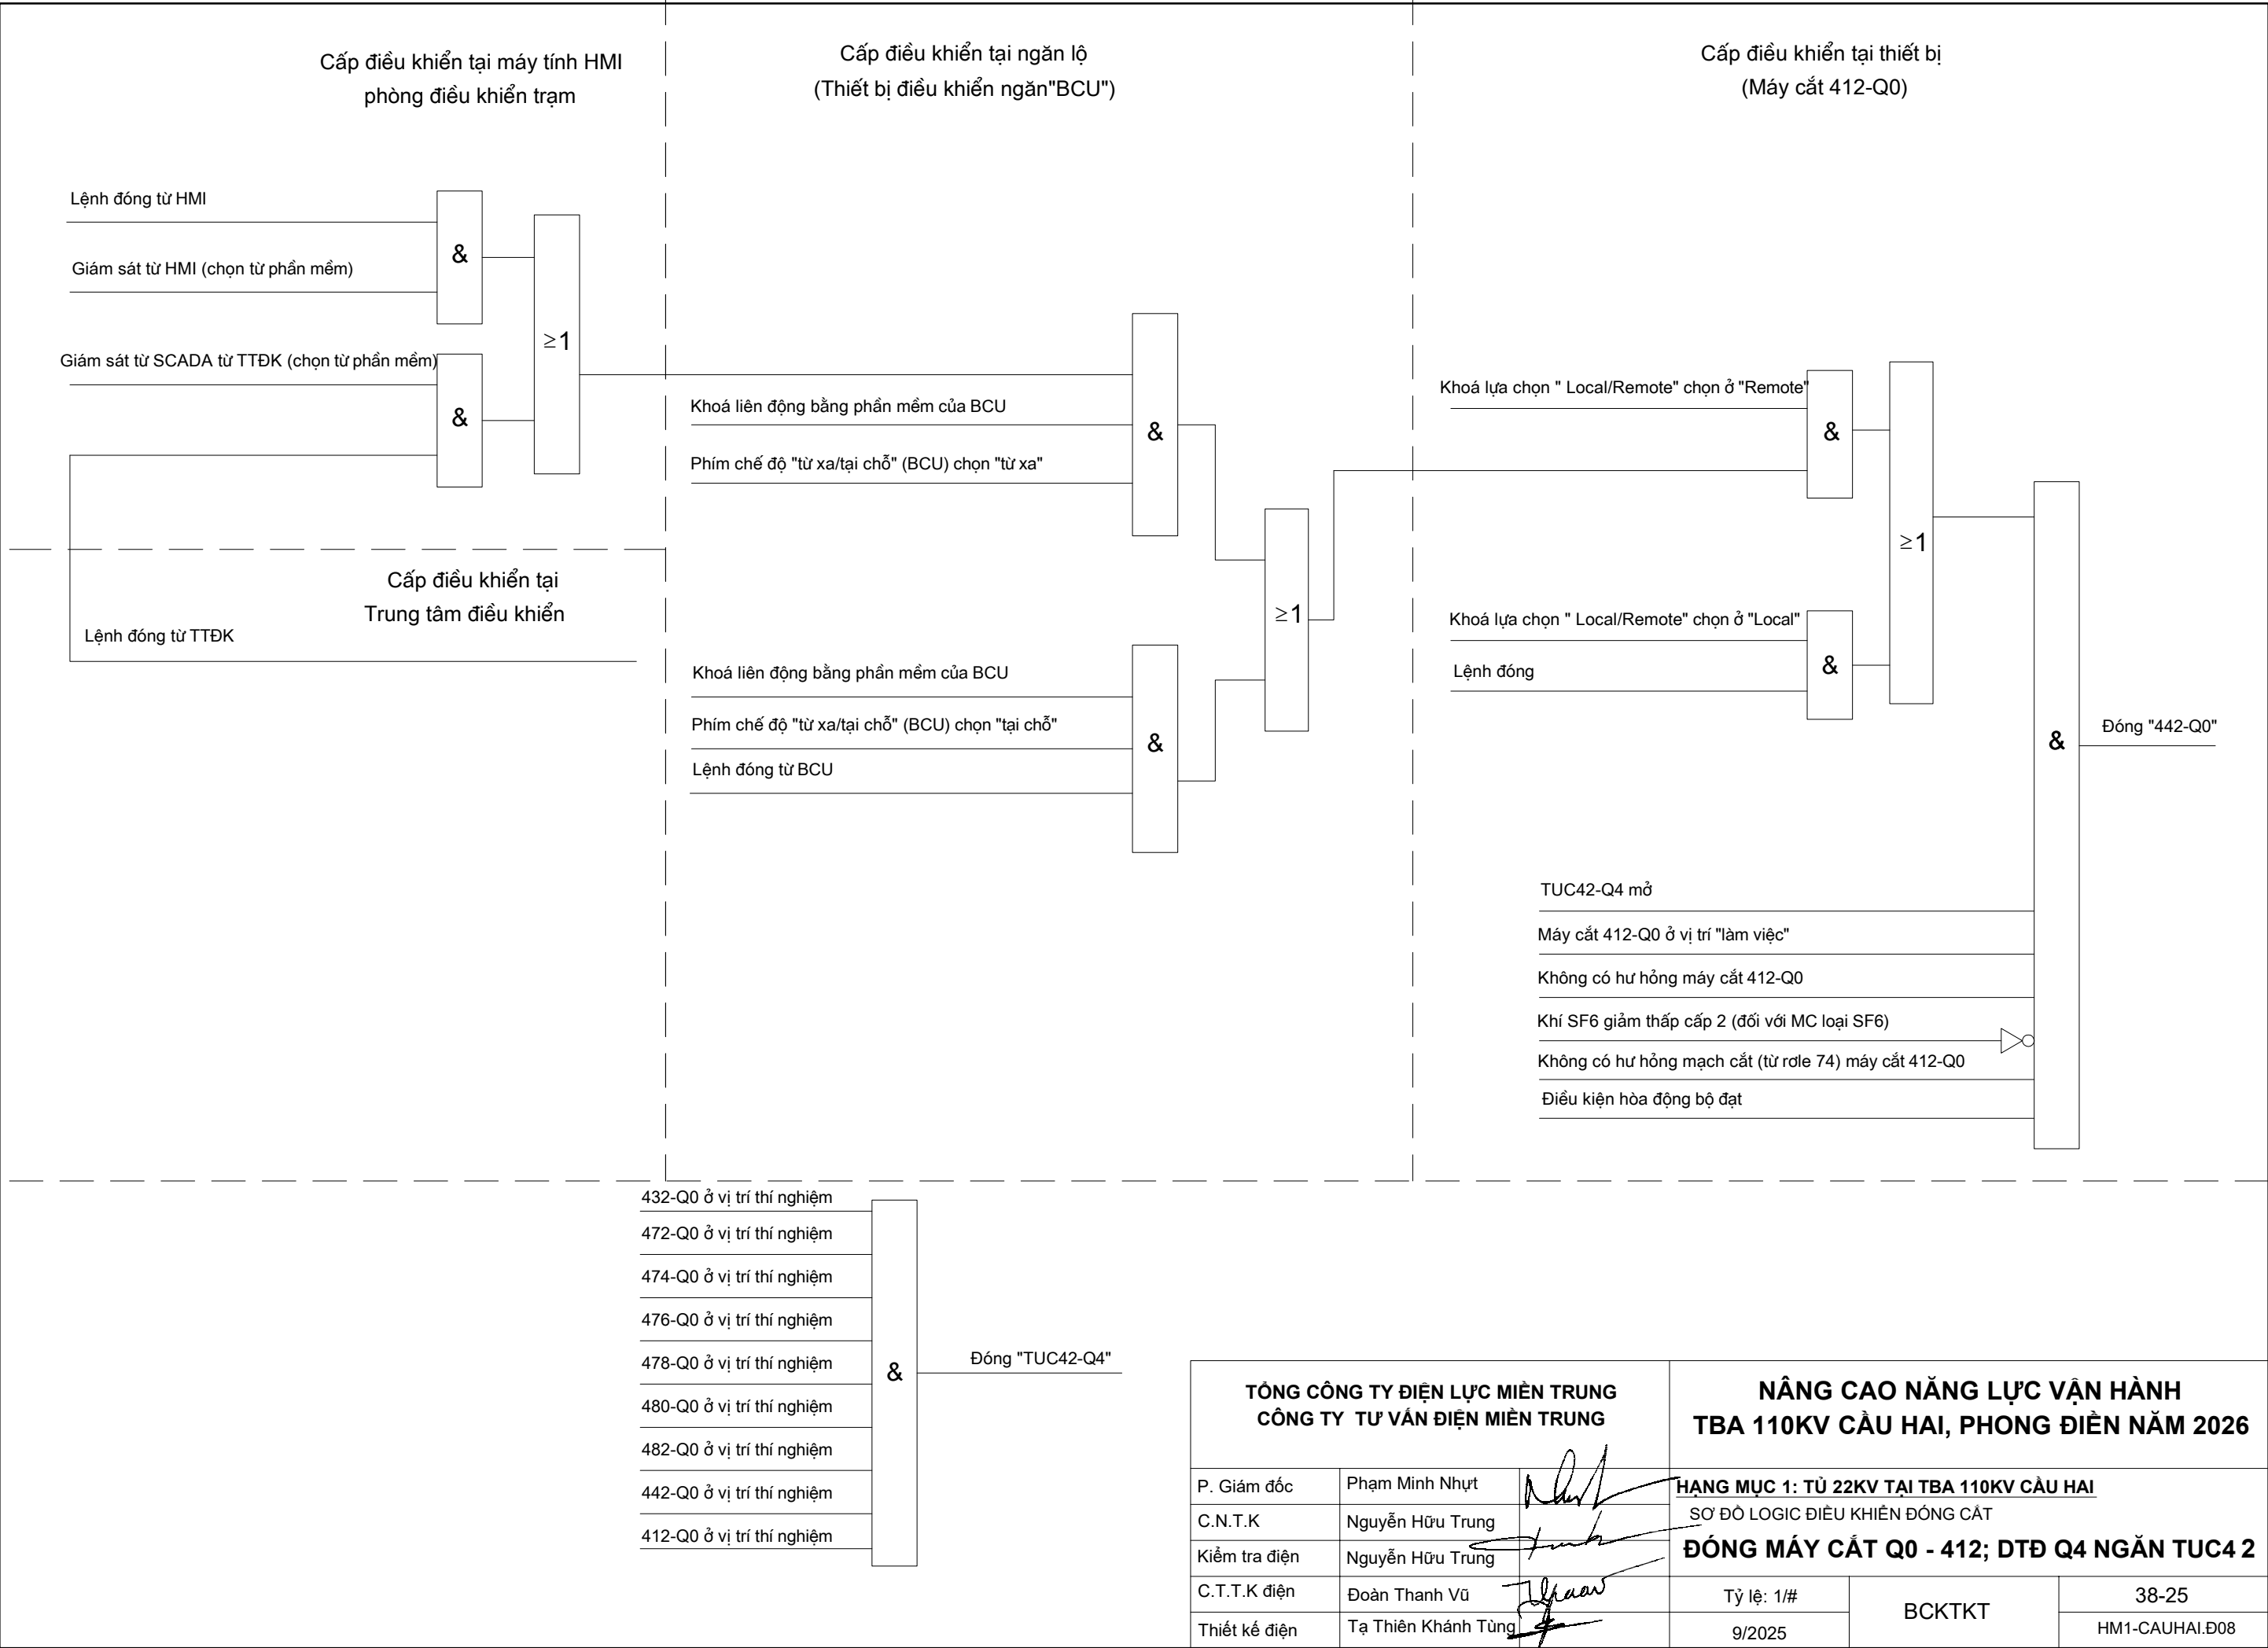 Cấp điều khiển tại máy tính HMI
phòng điều khiển trạm
Cấp điều khiển tại ngăn lộ
(Thiết bị điều khiển ngăn"BCU")
Cấp điều khiển tại thiết bị
(Máy cắt 412-Q0)
Lệnh đóng từ HMI
Giám sát từ HMI (chọn từ phần mềm)
&
Giám sát từ SCADA từ TTĐK (chọn từ phần mềm)
&
≥1
Cấp điều khiển tại
Trung tâm điều khiển
Lệnh đóng từ TTĐK
Khoá liên động bằng phần mềm của BCU
Phím chế độ "từ xa/tại chỗ" (BCU) chọn "từ xa"
&
Khoá liên động bằng phần mềm của BCU
Phím chế độ "từ xa/tại chỗ" (BCU) chọn "tại chỗ"
Lệnh đóng từ BCU
&
≥1
Khoá lựa chọn " Local/Remote" chọn ở "Remote"
&
Khoá lựa chọn " Local/Remote" chọn ở "Local"
Lệnh đóng
&
≥1
TUC42-Q4 mở
Máy cắt 412-Q0 ở vị trí "làm việc"
Không có hư hỏng máy cắt 412-Q0
Khí SF6 giảm thấp cấp 2 (đối với MC loại SF6)
Không có hư hỏng mạch cắt (từ rơle 74) máy cắt 412-Q0
Điều kiện hòa động bộ đạt
&
Đóng "442-Q0"
432-Q0 ở vị trí thí nghiệm
472-Q0 ở vị trí thí nghiệm
474-Q0 ở vị trí thí nghiệm
476-Q0 ở vị trí thí nghiệm
478-Q0 ở vị trí thí nghiệm
480-Q0 ở vị trí thí nghiệm
482-Q0 ở vị trí thí nghiệm
442-Q0 ở vị trí thí nghiệm
412-Q0 ở vị trí thí nghiệm
&
Đóng "TUC42-Q4"
TỔNG CÔNG TY ĐIỆN LỰC MIỀN TRUNG
CÔNG TY TƯ VẤN ĐIỆN MIỀN TRUNG
NÂNG CAO NĂNG LỰC VẬN HÀNH
TBA 110KV CẦU HAI, PHONG ĐIỀN NĂM 2026
P. Giám đốc Phạm Minh Nhựt
C.N.T.K Nguyễn Hữu Trung
Kiểm tra điện Nguyễn Hữu Trung
C.T.T.K điện Đoàn Thanh Vũ
Thiết kế điện Tạ Thiên Khánh Tùng
HẠNG MỤC 1: TỦ 22KV TẠI TBA 110KV CẦU HAI
SƠ ĐỒ LOGIC ĐIỀU KHIỂN ĐÓNG CẮT
ĐÓNG MÁY CẮT Q0 - 412; DTĐ Q4 NGĂN TUC4 2
Tỷ lệ: 1/#
9/2025
BCKTKT
38-25
HM1-CAUHAI.Đ08